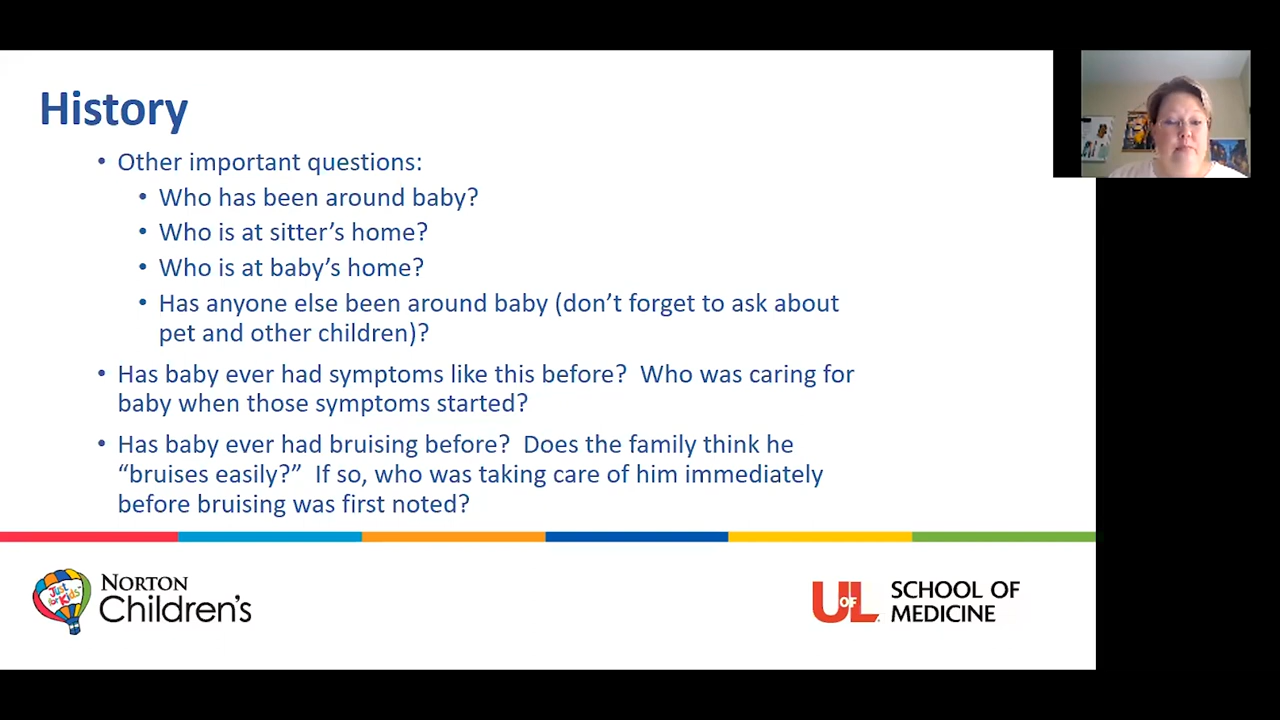 History
• Other important questions:
• Who has been around baby?
• Who is at sitter’s home?
• Who is at baby’s home?
• Has anyone else been around baby (don’t forget to ask about
pet and other children)?
• Has baby ever had symptoms like this before?  Who was caring for
baby when those symptoms started?
• Has baby ever had bruising before?  Does the family think he
“bruises easily?”  If so, who was taking care of him immediately
before bruising was first noted?
Just for Kids
NORTON
Children’s
UOFL
SCHOOL OF
MEDICINE